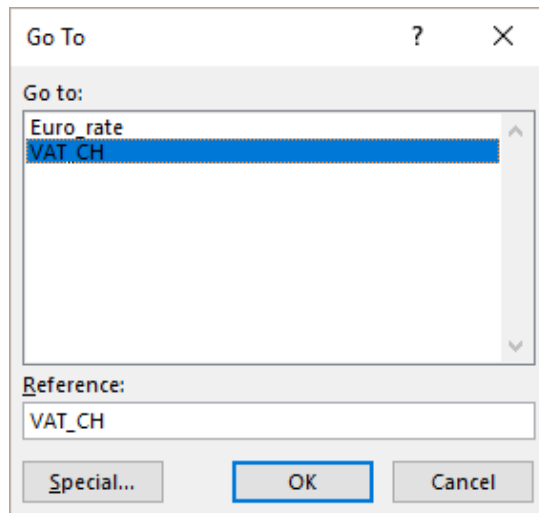 Go To ?
Go to:
Euro_rate
VAT_CH
Reference:
VAT_CH
Special... OK Cancel